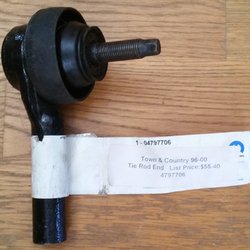 1 - 04797706
Town & Country 96-00
Tie Rod End List Price:$55.40
4797706